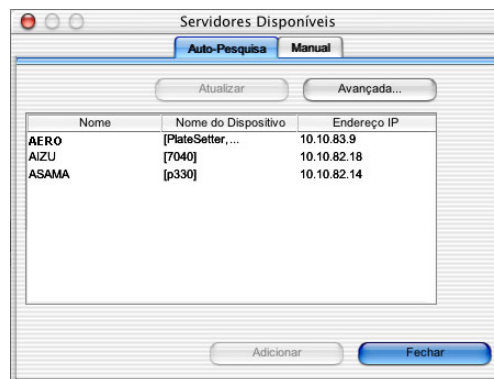 Servidores Disponíveis
Auto-Pesquisa Manual
Atualizar Avançada...
Nome Nome do Dispositivo Endereço IP
AERO [PlateSetter,... 10.10.83.9
AIZU [7040] 10.10.82.18
ASAMA [p330] 10.10.82.14
Adicionar Fechar